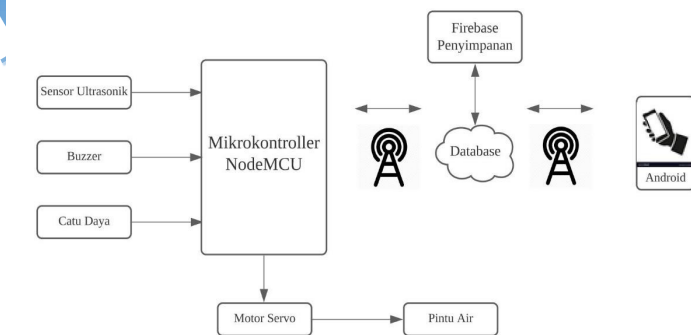 Firebase
Penyimpanan
Sensor Ultrasonik
Buzzer
Catu Daya
Mikrokontroller
NodeMCU
Database
Android
Motor Servo
Pintu Air